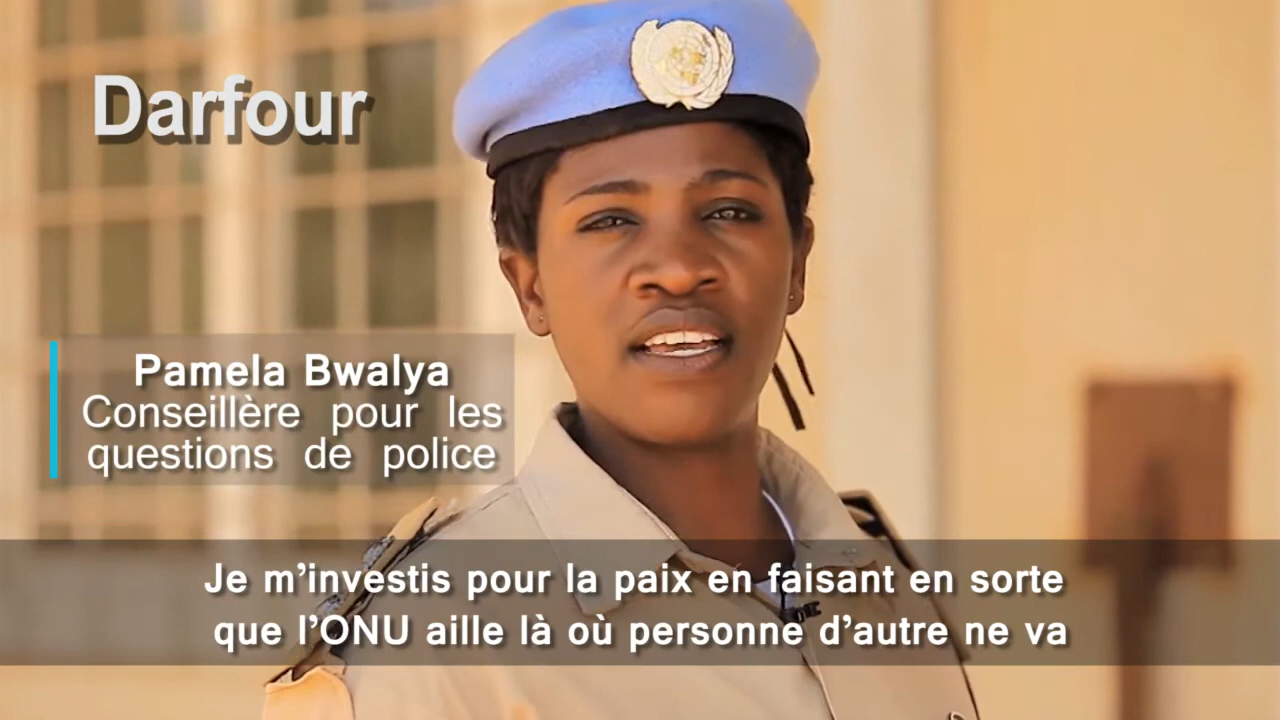 Darfour
Pamela Bwalya
Conseillère pour les
questions de police
Je m’investis pour la paix en faisant en sorte
que l’ONU aille là où personne d’autre ne va